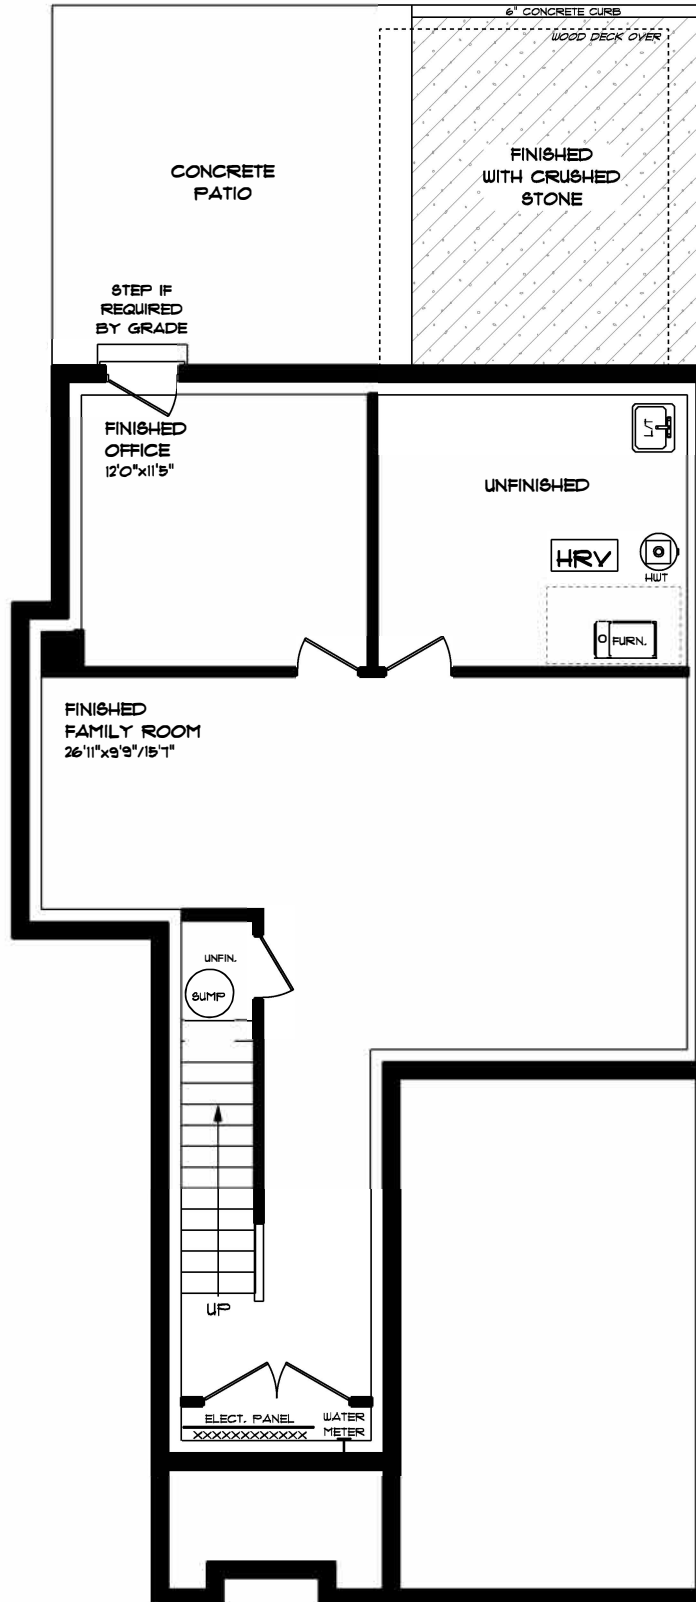 6" CONCRETE CURB
WOOD DECK OVER
CONCRETE
PATIO
FINISHED
WITH CRUSHED
STONE
STEP IF
REQUIRED
BY GRADE
FINISHED
OFFICE
12'0"x11'5"
L/T
UNFINISHED
HRV
HWT
FURN.
FINISHED
FAMILY ROOM
26'11"x9'9"/15'7"
UNFIN.
SUMP
UP
ELECT. PANEL
WATER
METER